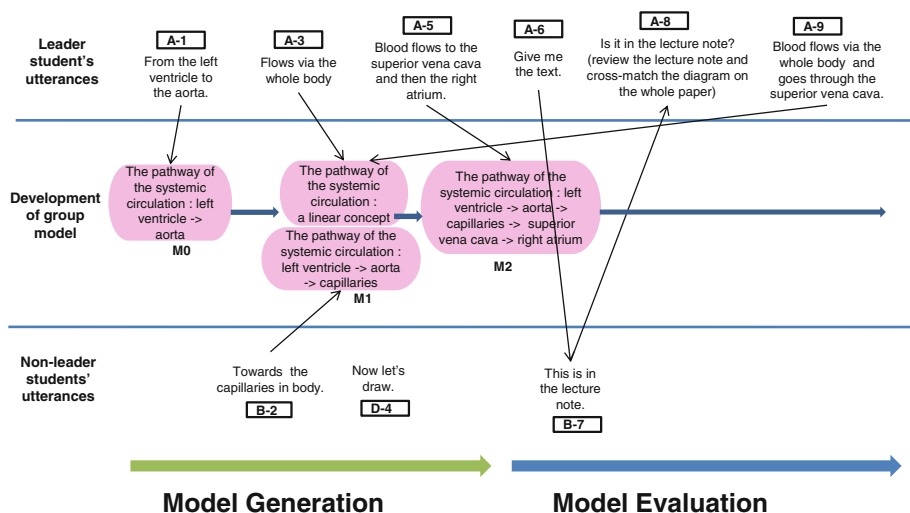 Leader
student's
utterances
A-1
From the left
ventricle to
the aorta.
A-3
Flows via the
whole body
A-5
Blood flows to the
superior vena cava
and then the right
atrium.
A-6
Give me
the text.
A-8
Is it in the lecture note?
(review the lecture note and
cross-match the diagram on
the whole paper)
A-9
Blood flows via the
whole body and
goes through the
superior vena cava.
Development
of group
model
The pathway of
the systemic
circulation : left
ventricle ->
aorta
M0
The pathway of
the systemic
circulation :
a linear concept
The pathway of the
systemic circulation :
left ventricle -> aorta
-> capillaries
M1
The pathway of the
systemic circulation : left
ventricle -> aorta ->
capillaries -> superior
vena cava -> right atrium
M2
Non-leader
students'
utterances
Towards the
capillaries in body.
B-2
Now let's
draw.
D-4
This is in
the lecture
note.
B-7
Model Generation
Model Evaluation